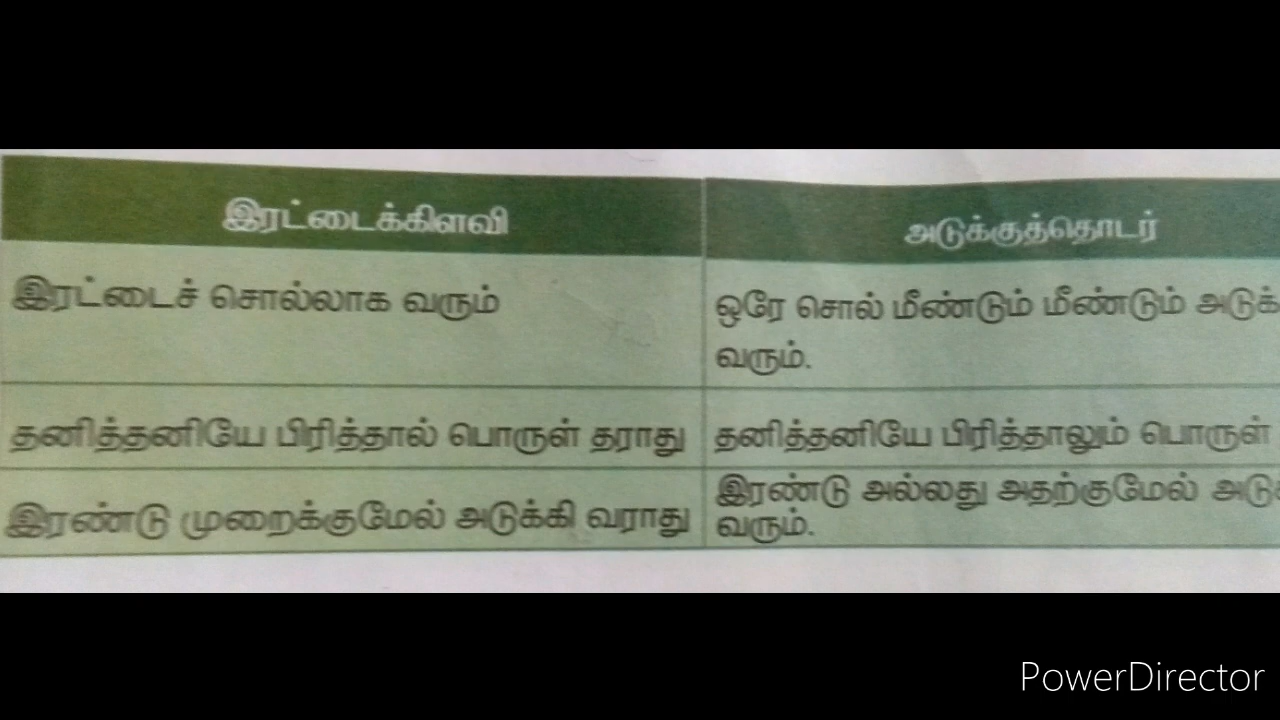 இரட்டைக்கிளவி
அடுக்குத்தொடர்
இரட்டைச் சொல்லாக வரும்
ஒரே சொல் மீண்டும் மீண்டும்
வரும்.
தனித்தனியே பிரித்தால் பொருள் தராது
தனித்தனியே பிரித்தாலும் பொருள்
இரண்டு முறைக்குமேல் அடுக்கி வராது
இரண்டு அல்லது அதற்குமேல்
வரும்.
PowerDirector